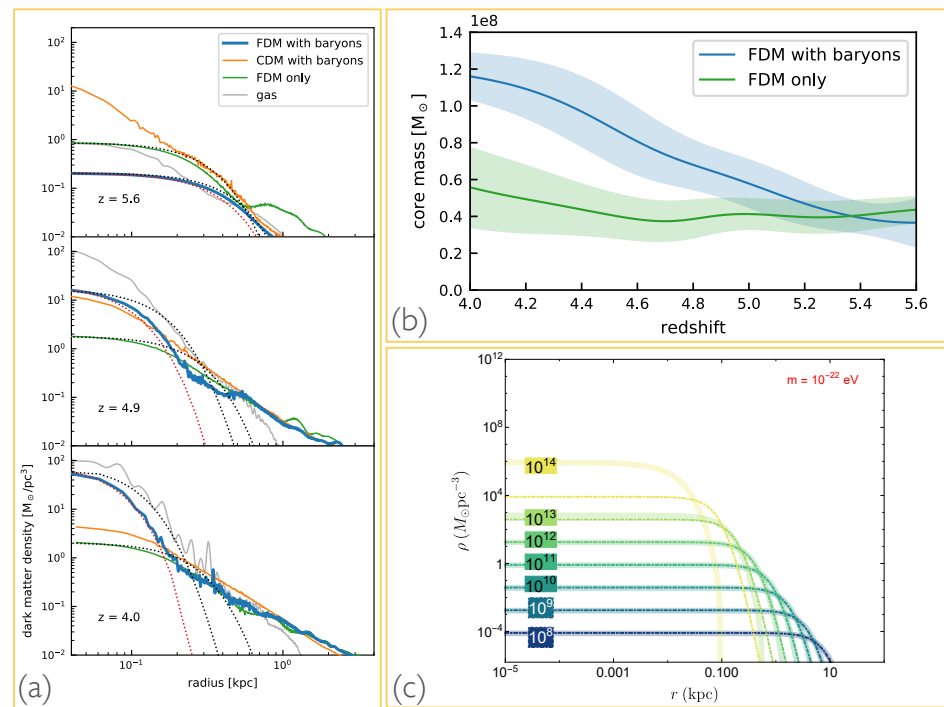 FDM with baryons
CDM with baryons
FDM only
gas
10²
10¹
10⁰
10⁻¹
10⁻²
z = 5.6
10²
10¹
10⁰
10⁻¹
10⁻²
z = 4.9
10²
10¹
10⁰
10⁻¹
10⁻²
z = 4.0
dark matter density [M⊙/pc³]
10⁻¹
10⁰
radius [kpc]
(a)
1e8
FDM with baryons
FDM only
1.4
1.2
1.0
0.8
0.6
0.4
0.2
0.0
core mass [M⊙]
4.0 4.2 4.4 4.6 4.8 5.0 5.2 5.4 5.6
redshift
(b)
10¹²
10⁸
10⁴
1
10⁻⁴
ρ (M⊙pc⁻³)
m = 10⁻²² eV
10¹⁴
10¹³
10¹²
10¹¹
10¹⁰
10⁹
10⁸
10⁻⁵ 0.001 0.100 10
r (kpc)
(c)